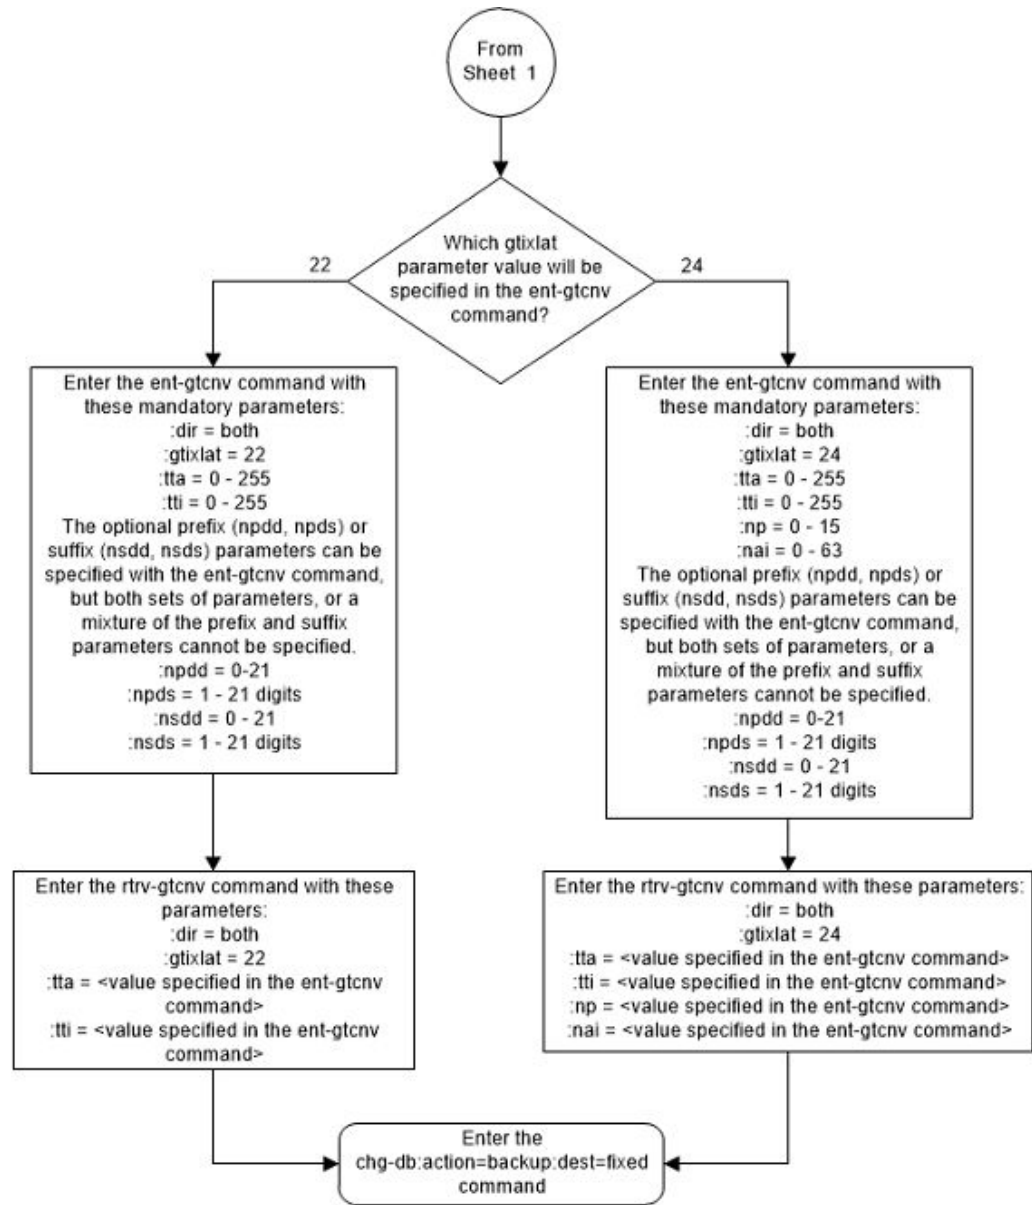 From
Sheet 1
Which gtixlat
parameter value will be
specified in the ent-gtcnv
command?
22
24
Enter the ent-gtcnv command with
these mandatory parameters:
:dir = both
:gtixlat = 22
:tta = 0 - 255
:tti = 0 - 255
The optional prefix (npdd, npds) or
suffix (nsdd, nsds) parameters can be
specified with the ent-gtcnv command,
but both sets of parameters, or a
mixture of the prefix and suffix
parameters cannot be specified.
:npdd = 0-21
:npds = 1 - 21 digits
:nsdd = 0 - 21
:nsds = 1 - 21 digits
Enter the ent-gtcnv command with
these mandatory parameters:
:dir = both
:gtixlat = 24
:tta = 0 - 255
:tti = 0 - 255
:np = 0 - 15
:nai = 0 - 63
The optional prefix (npdd, npds) or
suffix (nsdd, nsds) parameters can be
specified with the ent-gtcnv command,
but both sets of parameters, or a
mixture of the prefix and suffix
parameters cannot be specified.
:npdd = 0-21
:npds = 1 - 21 digits
:nsdd = 0 - 21
:nsds = 1 - 21 digits
Enter the rtrv-gtcnv command with these
parameters:
:dir = both
:gtixlat = 22
:tta = <value specified in the ent-gtcnv
command>
:tti = <value specified in the ent-gtcnv
command>
Enter the rtrv-gtcnv command with these parameters:
:dir = both
:gtixlat = 24
:tta = <value specified in the ent-gtcnv command>
:tti = <value specified in the ent-gtcnv command>
:np = <value specified in the ent-gtcnv command>
:nai = <value specified in the ent-gtcnv command>
Enter the
chg-db:action=backup:dest=fixed
command